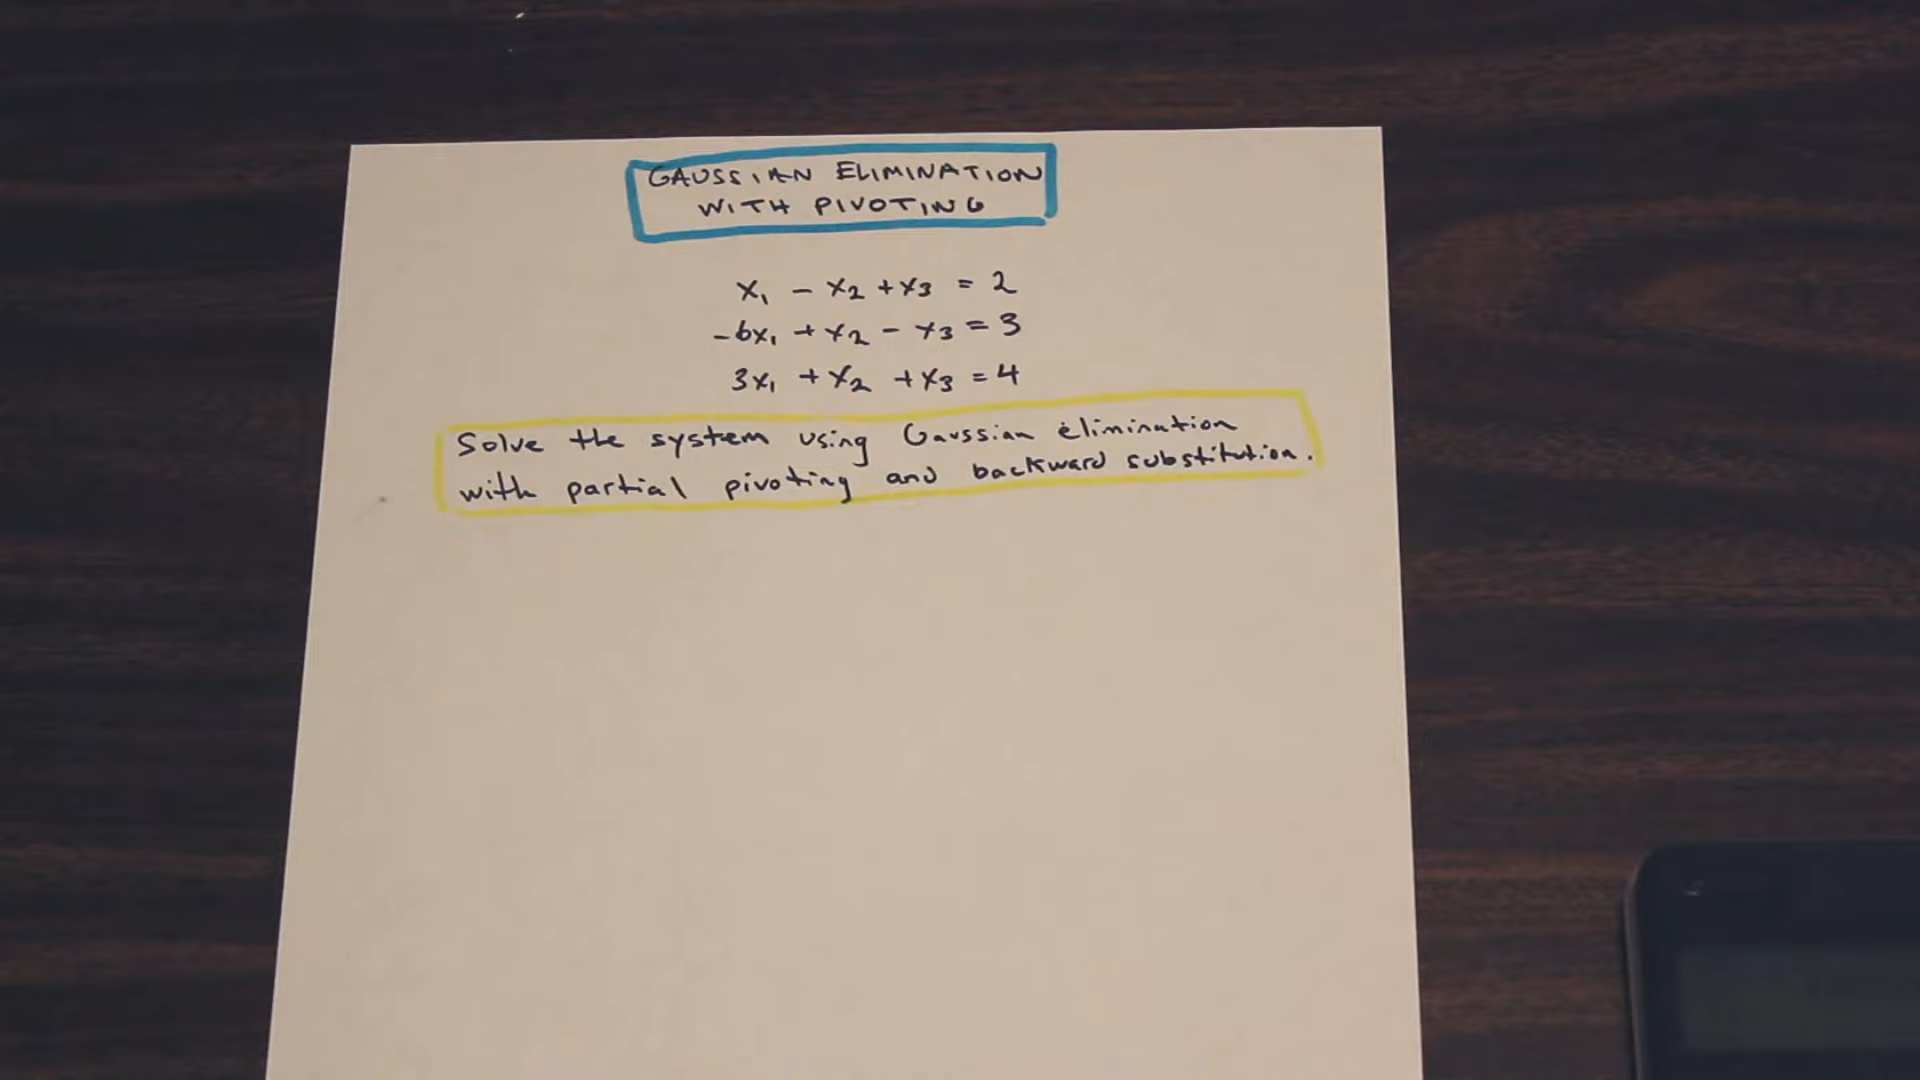 GAUSSIAN ELIMINATION
WITH PIVOTING
x₁ - x₂ + x₃ = 2
-6x₁ + x₂ - x₃ = 3
3x₁ + x₂ + x₃ = 4
Solve the system using Gaussian elimination
with partial pivoting and backward substitution.